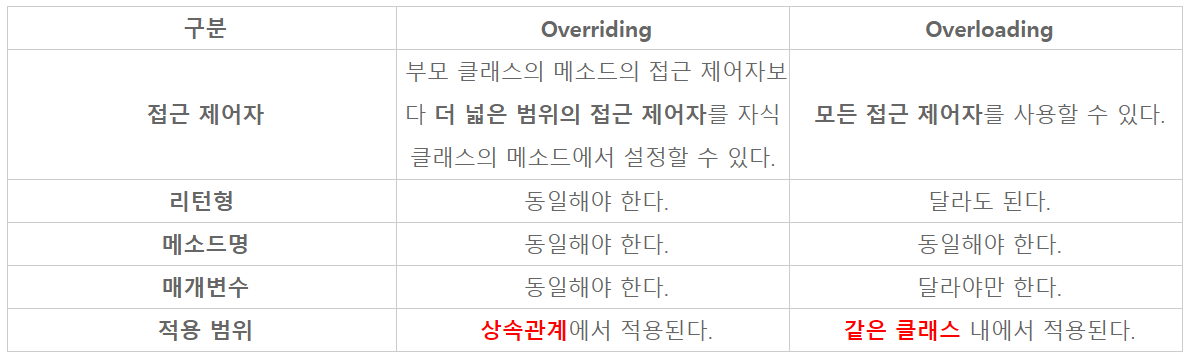 구분 Overriding Overloading
부모 클래스의 메소드의 접근 제어자보
접근 제어자 다 더 넓은 범위의 접근 제어자를 자식 모든 접근 제어자를 사용할 수 있다.
클래스의 메소드에서 설정할 수 있다.
리턴형 동일해야 한다. 달라도 된다.
메소드명 동일해야 한다. 동일해야 한다.
매개변수 동일해야 한다. 달라야만 한다.
적용 범위 상속관계에서 적용된다. 같은 클래스 내에서 적용된다.